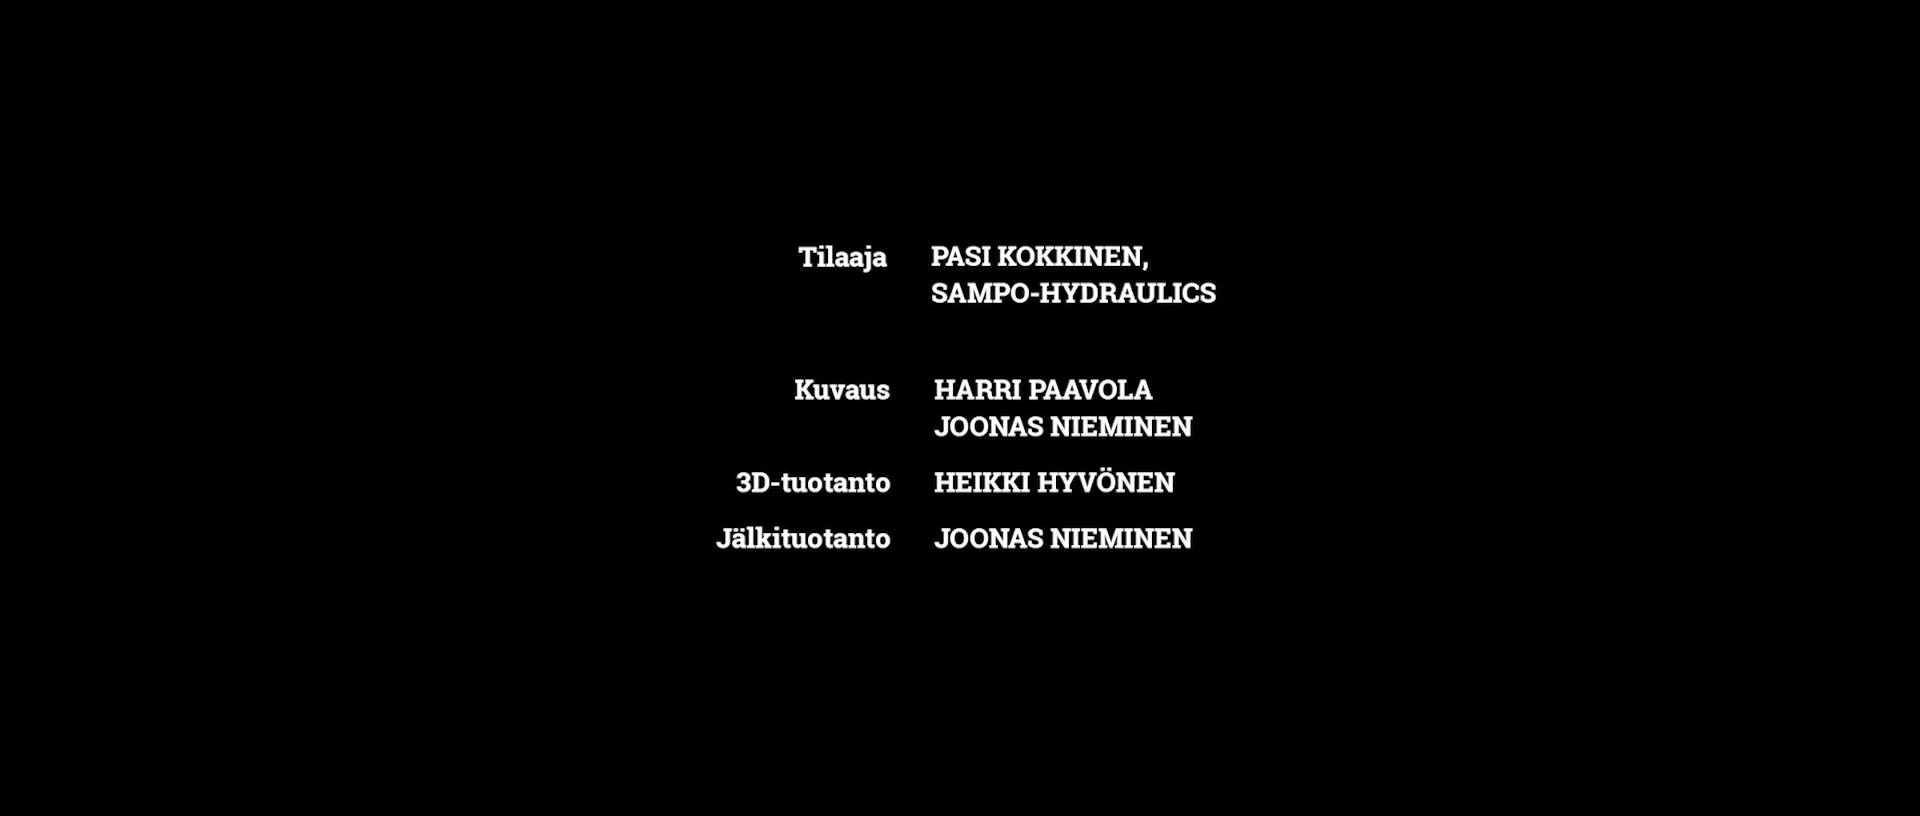 Tilaaja PASI KOKKINEN,
SAMPO-HYDRAULICS
Kuvaus HARRI PAAVOLA
JOONAS NIEMINEN
3D-tuotanto HEIKKI HYVÖNEN
Jälkituotanto JOONAS NIEMINEN